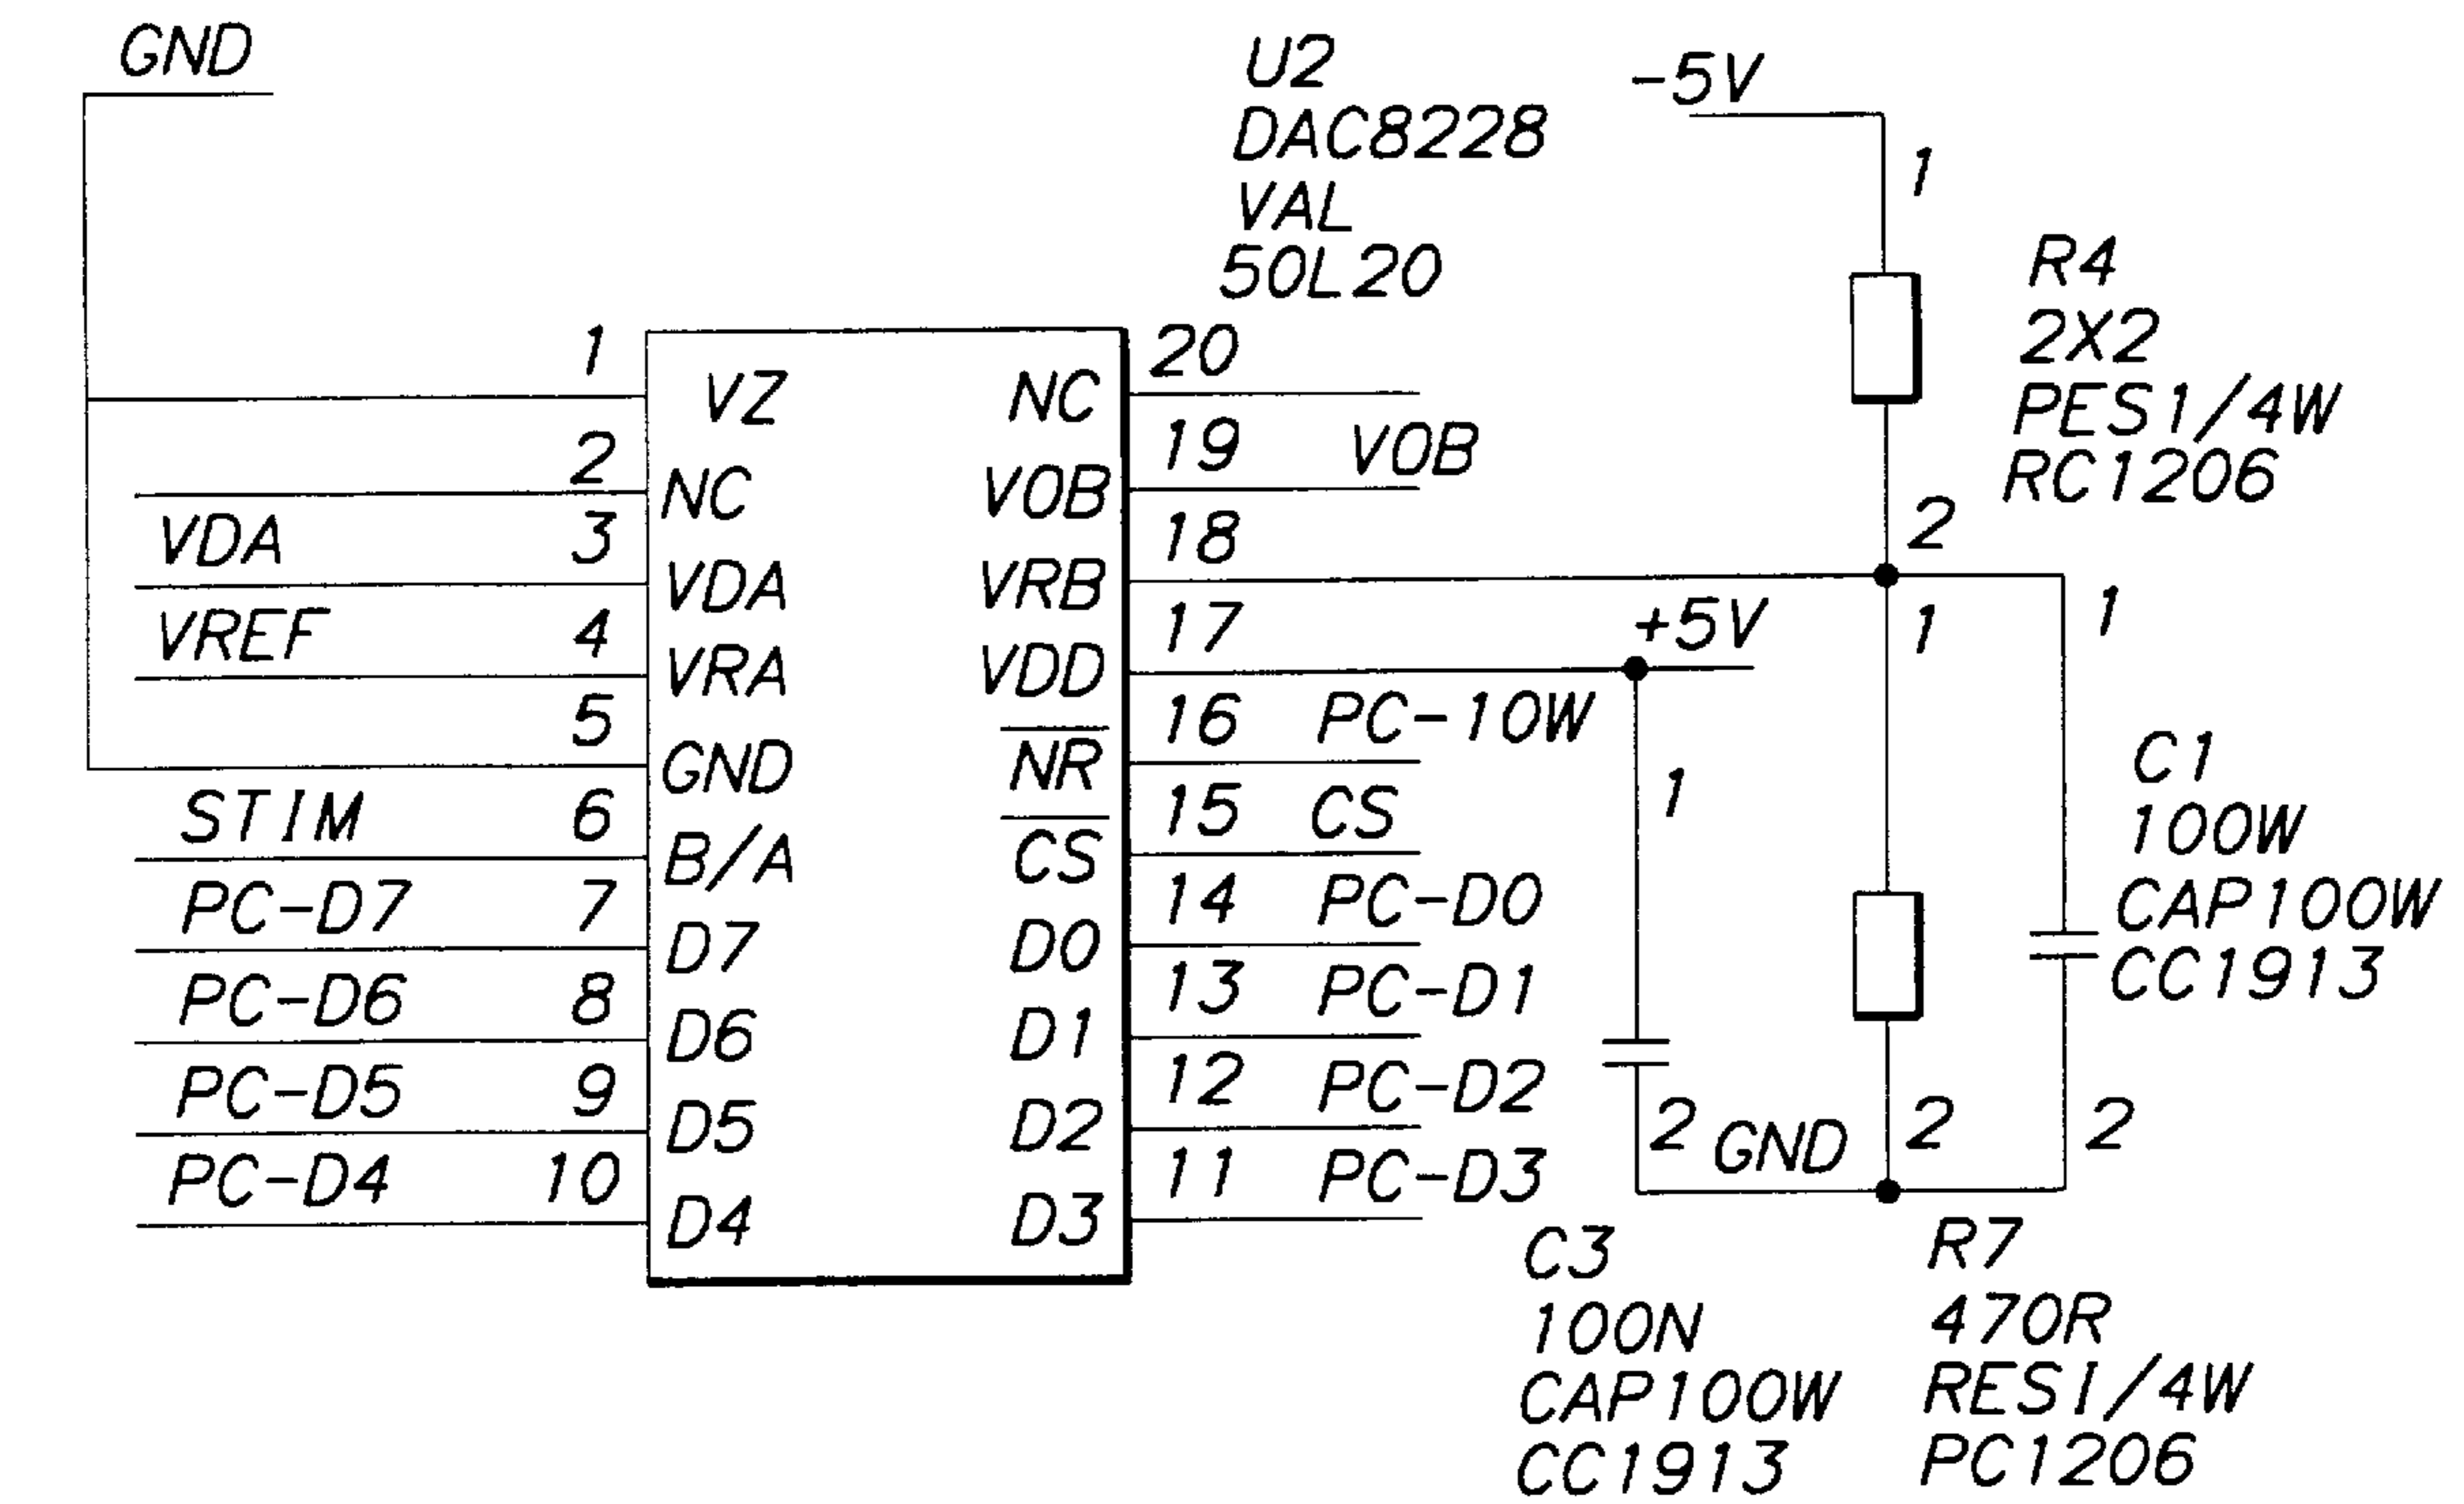 GND
U2
DAC8228
VAL
50L20
-5V
1
R4
2X2
PES1/4W
RC1206
2
1 VZ NC 20
2 NC VOB 19 VOB
VDA 3 VDA VRB 18
VREF 4 VRA VDD 17 +5V
5 GND N̅R̅ 16 PC-10W
STIM 6 B/A C̅S̅ 15 CS
PC-D7 7 D7 D0 14 PC-D0
PC-D6 8 D6 D1 13 PC-D1
PC-D5 9 D5 D2 12 PC-D2
PC-D4 10 D4 D3 11 PC-D3
1 1
1
C1
100W
CAP100W
CC1913
2 GND 2 2
C3
100N
CAP100W
CC1913
R7
470R
RES1/4W
PC1206